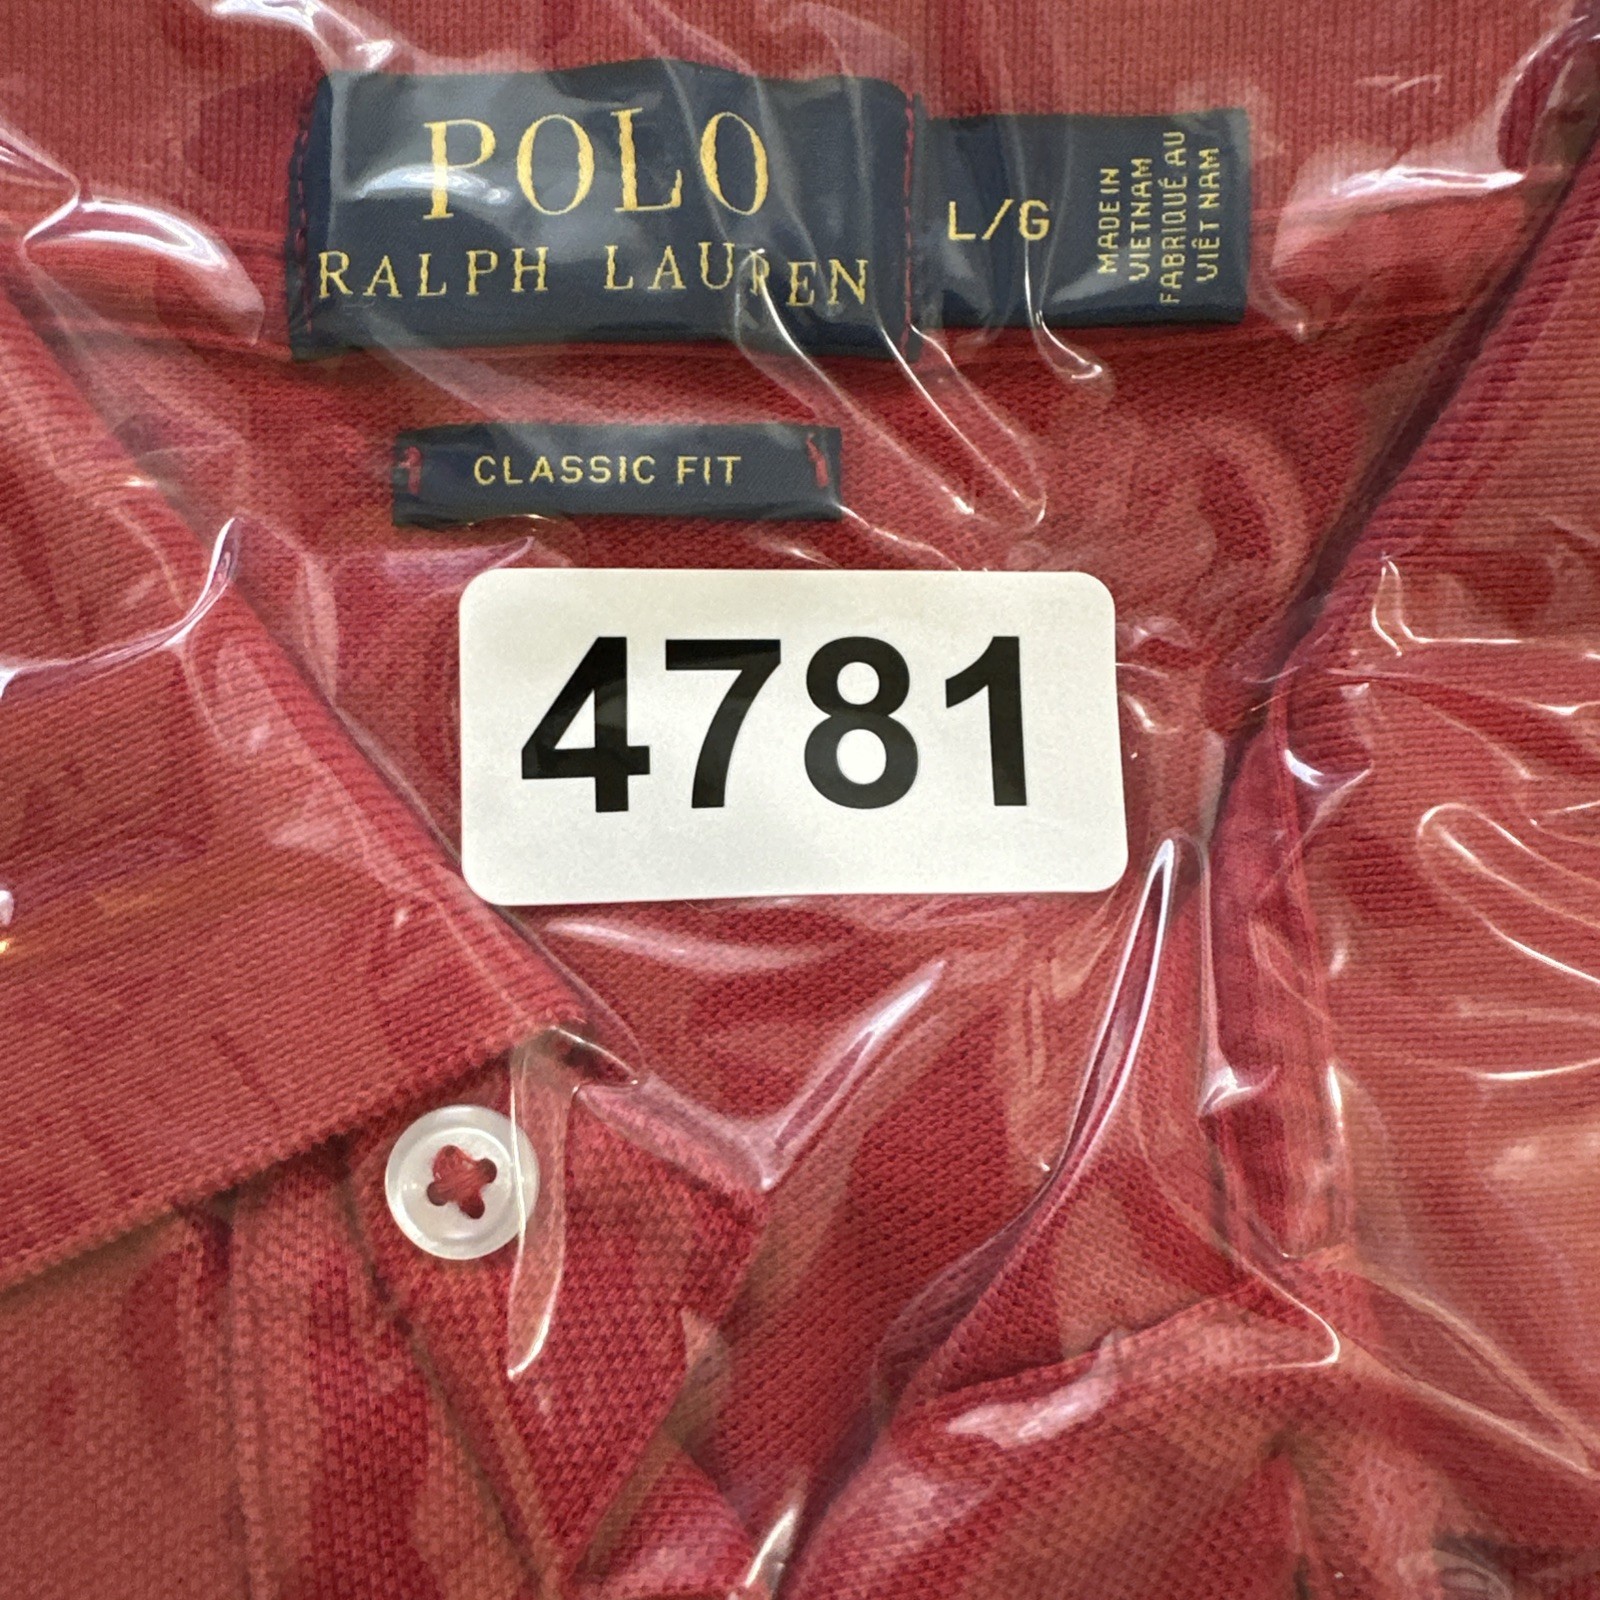 POLO
RALPH LAUREN
L/G
MADE IN
VIETNAM
FABRIQUÉ AU
VIÊT NAM
CLASSIC FIT
4781